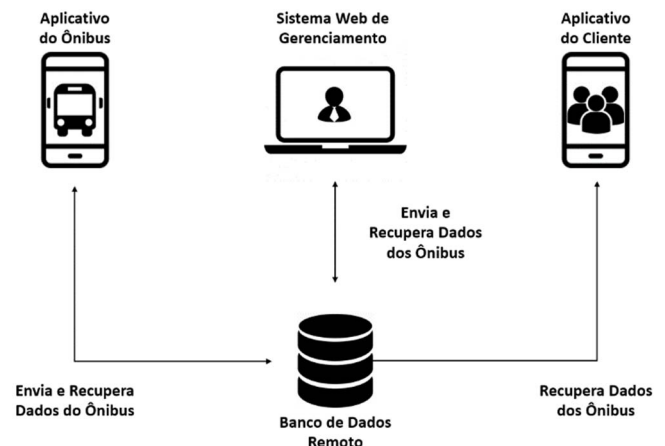 Aplicativo
do Ônibus
Sistema Web de
Gerenciamento
Aplicativo
do Cliente
Envia e
Recupera Dados
dos Ônibus
Envia e Recupera
Dados do Ônibus
Banco de Dados
Remoto
Recupera Dados
dos Ônibus